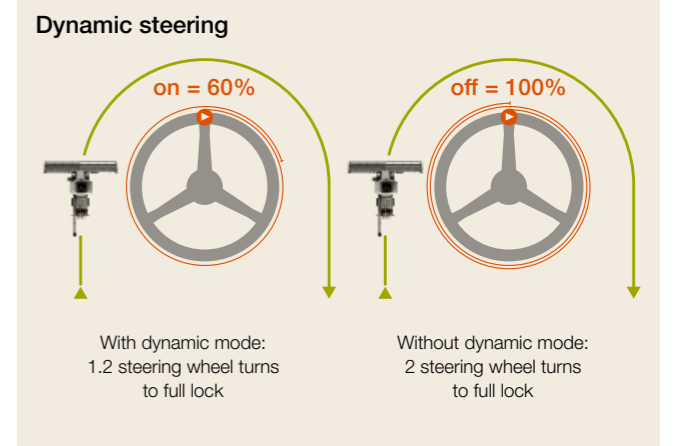 Dynamic steering
on = 60%
off = 100%
With dynamic mode:
1.2 steering wheel turns
to full lock
Without dynamic mode:
2 steering wheel turns
to full lock